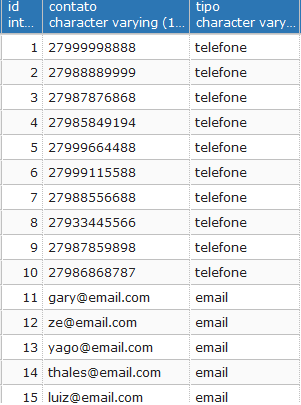 id contato tipo
int... character varying (1... character vary...
1 27999998888 telefone
2 27988889999 telefone
3 27987876868 telefone
4 27985849194 telefone
5 27999664488 telefone
6 27999115588 telefone
7 27988556688 telefone
8 27933445566 telefone
9 27987859898 telefone
10 27986868787 telefone
11 gary@email.com email
12 ze@email.com email
13 yago@email.com email
14 thales@email.com email
15 luiz@email.com email